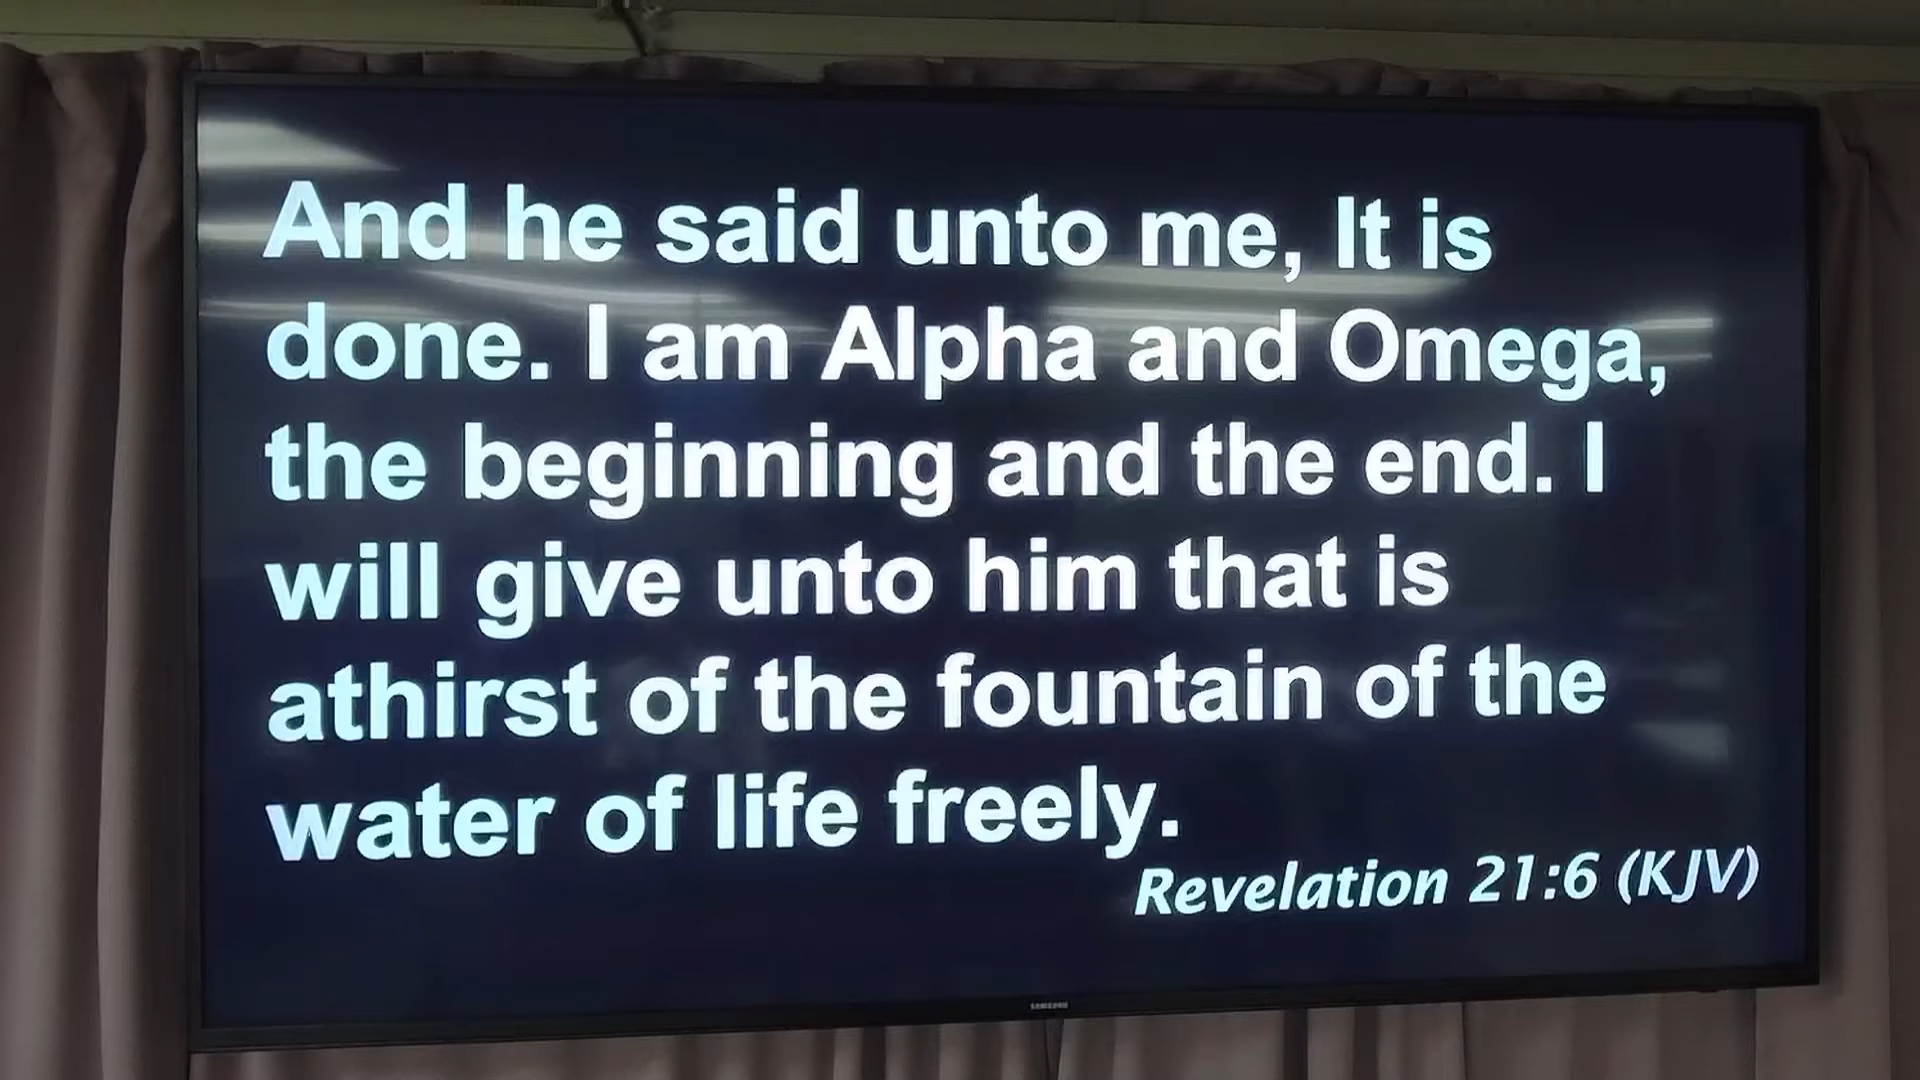 And he said unto me, It is
done. I am Alpha and Omega,
the beginning and the end. I
will give unto him that is
athirst of the fountain of the
water of life freely.
Revelation 21:6 (KJV)
SAMSUNG